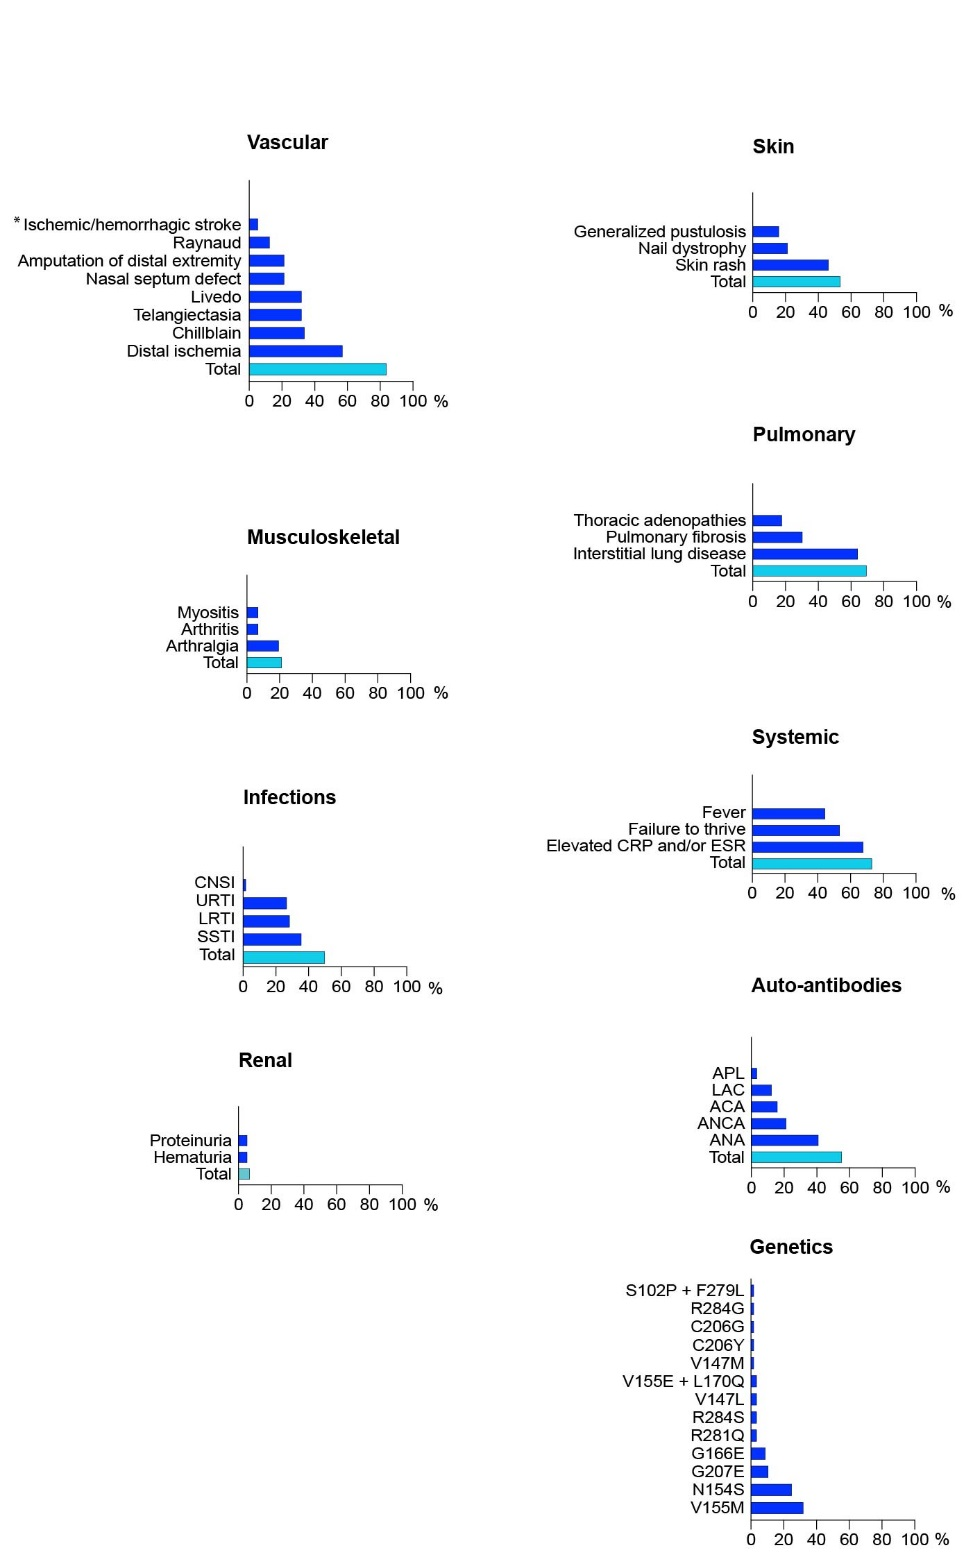 Vascular
* Ischemic/hemorrhagic stroke
Raynaud
Amputation of distal extremity
Nasal septum defect
Livedo
Telangiectasia
Chillblain
Distal ischemia
Total
0 20 40 60 80 100 %
Skin
Generalized pustulosis
Nail dystrophy
Skin rash
Total
0 20 40 60 80 100 %
Pulmonary
Thoracic adenopathies
Pulmonary fibrosis
Interstitial lung disease
Total
0 20 40 60 80 100 %
Musculoskeletal
Myositis
Arthritis
Arthralgia
Total
0 20 40 60 80 100 %
Systemic
Fever
Failure to thrive
Elevated CRP and/or ESR
Total
0 20 40 60 80 100 %
Infections
CNSI
URTI
LRTI
SSTI
Total
0 20 40 60 80 100 %
Auto-antibodies
APL
LAC
ACA
ANCA
ANA
Total
0 20 40 60 80 100 %
Renal
Proteinuria
Hematuria
Total
0 20 40 60 80 100 %
Genetics
S102P + F279L
R284G
C206G
C206Y
V147M
V155E + L170Q
V147L
R284S
R281Q
G166E
G207E
N154S
V155M
0 20 40 60 80 100 %